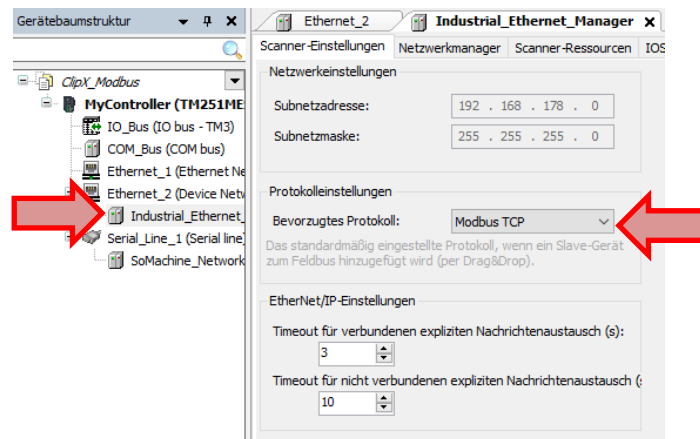 Gerätebaumstruktur
ClipX_Modbus
MyController (TM251ME
IO_Bus (IO bus - TM3)
COM_Bus (COM bus)
Ethernet_1 (Ethernet Ne
Ethernet_2 (Device Netw
Industrial_Ethernet_
Serial_Line_1 (Serial line)
SoMachine_Network
Ethernet_2
Industrial_Ethernet_Manager
Scanner-Einstellungen Netzwerkmanager Scanner-Ressourcen IOS
Netzwerkeinstellungen
Subnetzadresse: 192 . 168 . 178 . 0
Subnetzmaske: 255 . 255 . 255 . 0
Protokolleinstellungen
Bevorzugtes Protokoll: Modbus TCP
Das standardmäßig eingestellte Protokoll, wenn ein Slave-Gerät
zum Feldbus hinzugefügt wird (per Drag&Drop).
EtherNet/IP-Einstellungen
Timeout für verbundenen expliziten Nachrichtenaustausch (s):
3
Timeout für nicht verbundenen expliziten Nachrichtenaustausch (s
10